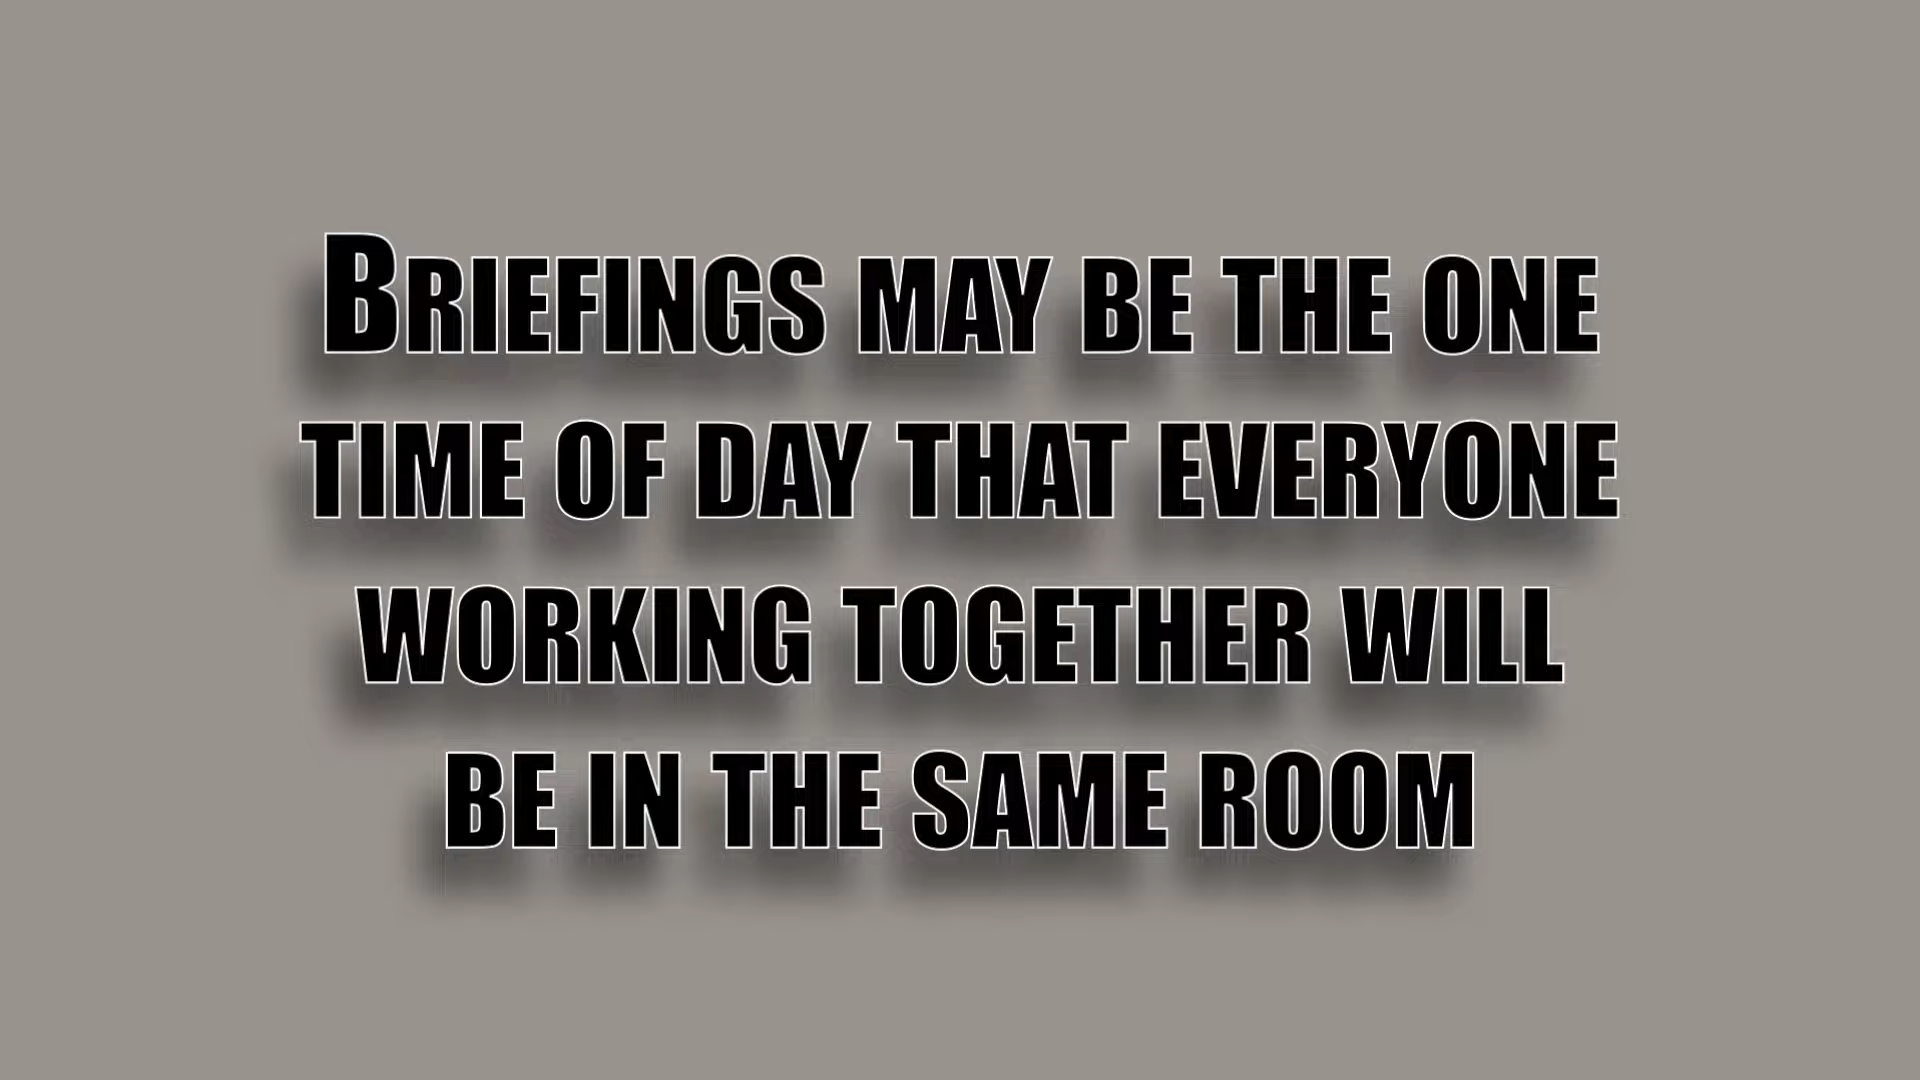 Briefings may be the one
time of day that everyone
working together will
be in the same room